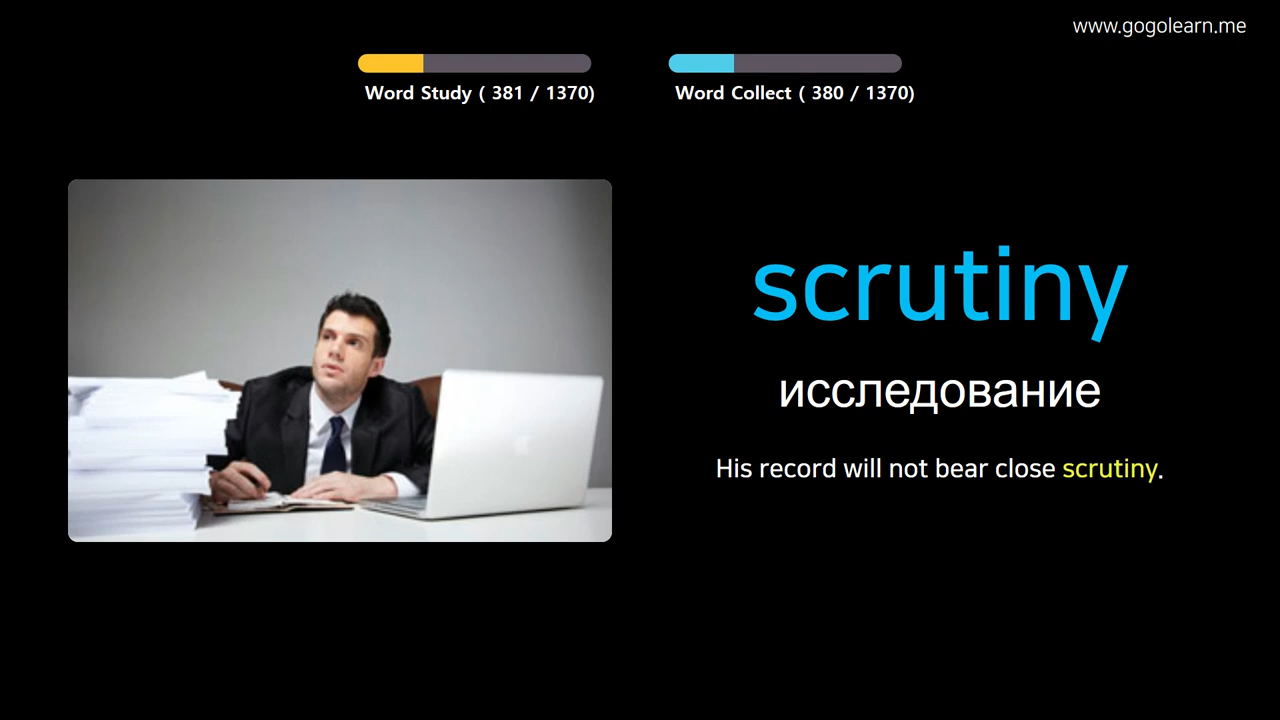 www.gogolearn.me
Word Study ( 381 / 1370)
Word Collect ( 380 / 1370)
scrutiny
исследование
His record will not bear close scrutiny.